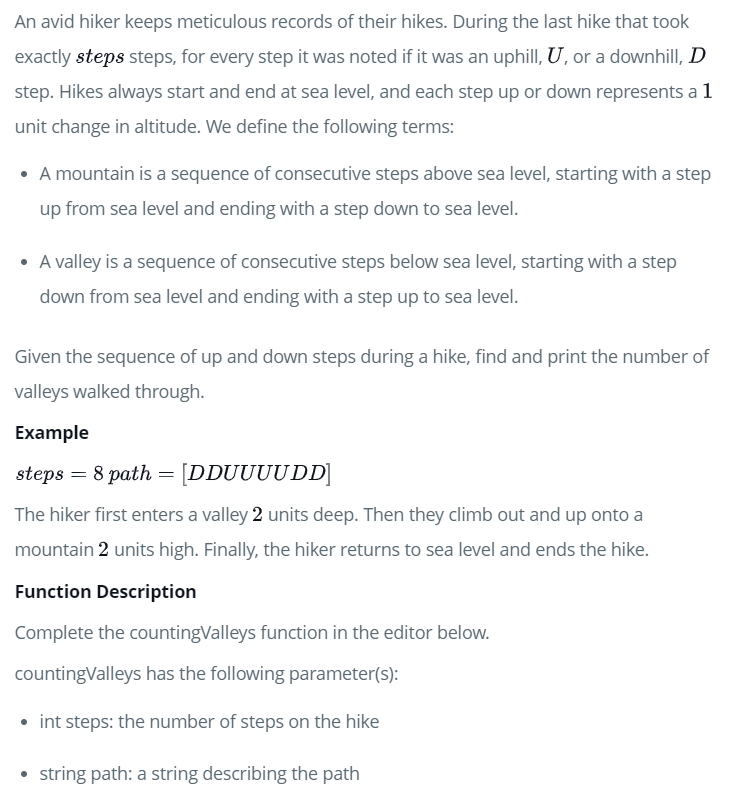 An avid hiker keeps meticulous records of their hikes. During the last hike that took
exactly steps steps, for every step it was noted if it was an uphill, U, or a downhill, D
step. Hikes always start and end at sea level, and each step up or down represents a 1
unit change in altitude. We define the following terms:
• A mountain is a sequence of consecutive steps above sea level, starting with a step
up from sea level and ending with a step down to sea level.
• A valley is a sequence of consecutive steps below sea level, starting with a step
down from sea level and ending with a step up to sea level.
Given the sequence of up and down steps during a hike, find and print the number of
valleys walked through.
Example
steps = 8 path = [DDUUUUDD]
The hiker first enters a valley 2 units deep. Then they climb out and up onto a
mountain 2 units high. Finally, the hiker returns to sea level and ends the hike.
Function Description
Complete the countingValleys function in the editor below.
countingValleys has the following parameter(s):
• int steps: the number of steps on the hike
• string path: a string describing the path